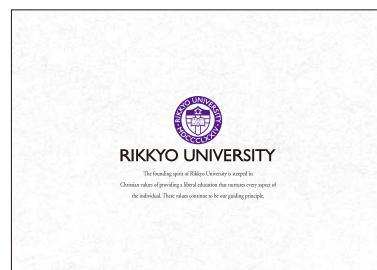 RIKKYO UNIVERSITY
MDCCCLXXIV
RIKKYO UNIVERSITY
The founding spirit of Rikkyo University is steeped in
Christian values of providing a liberal education that nurtures every aspect of
the individual. These values continue to be our guiding principle.